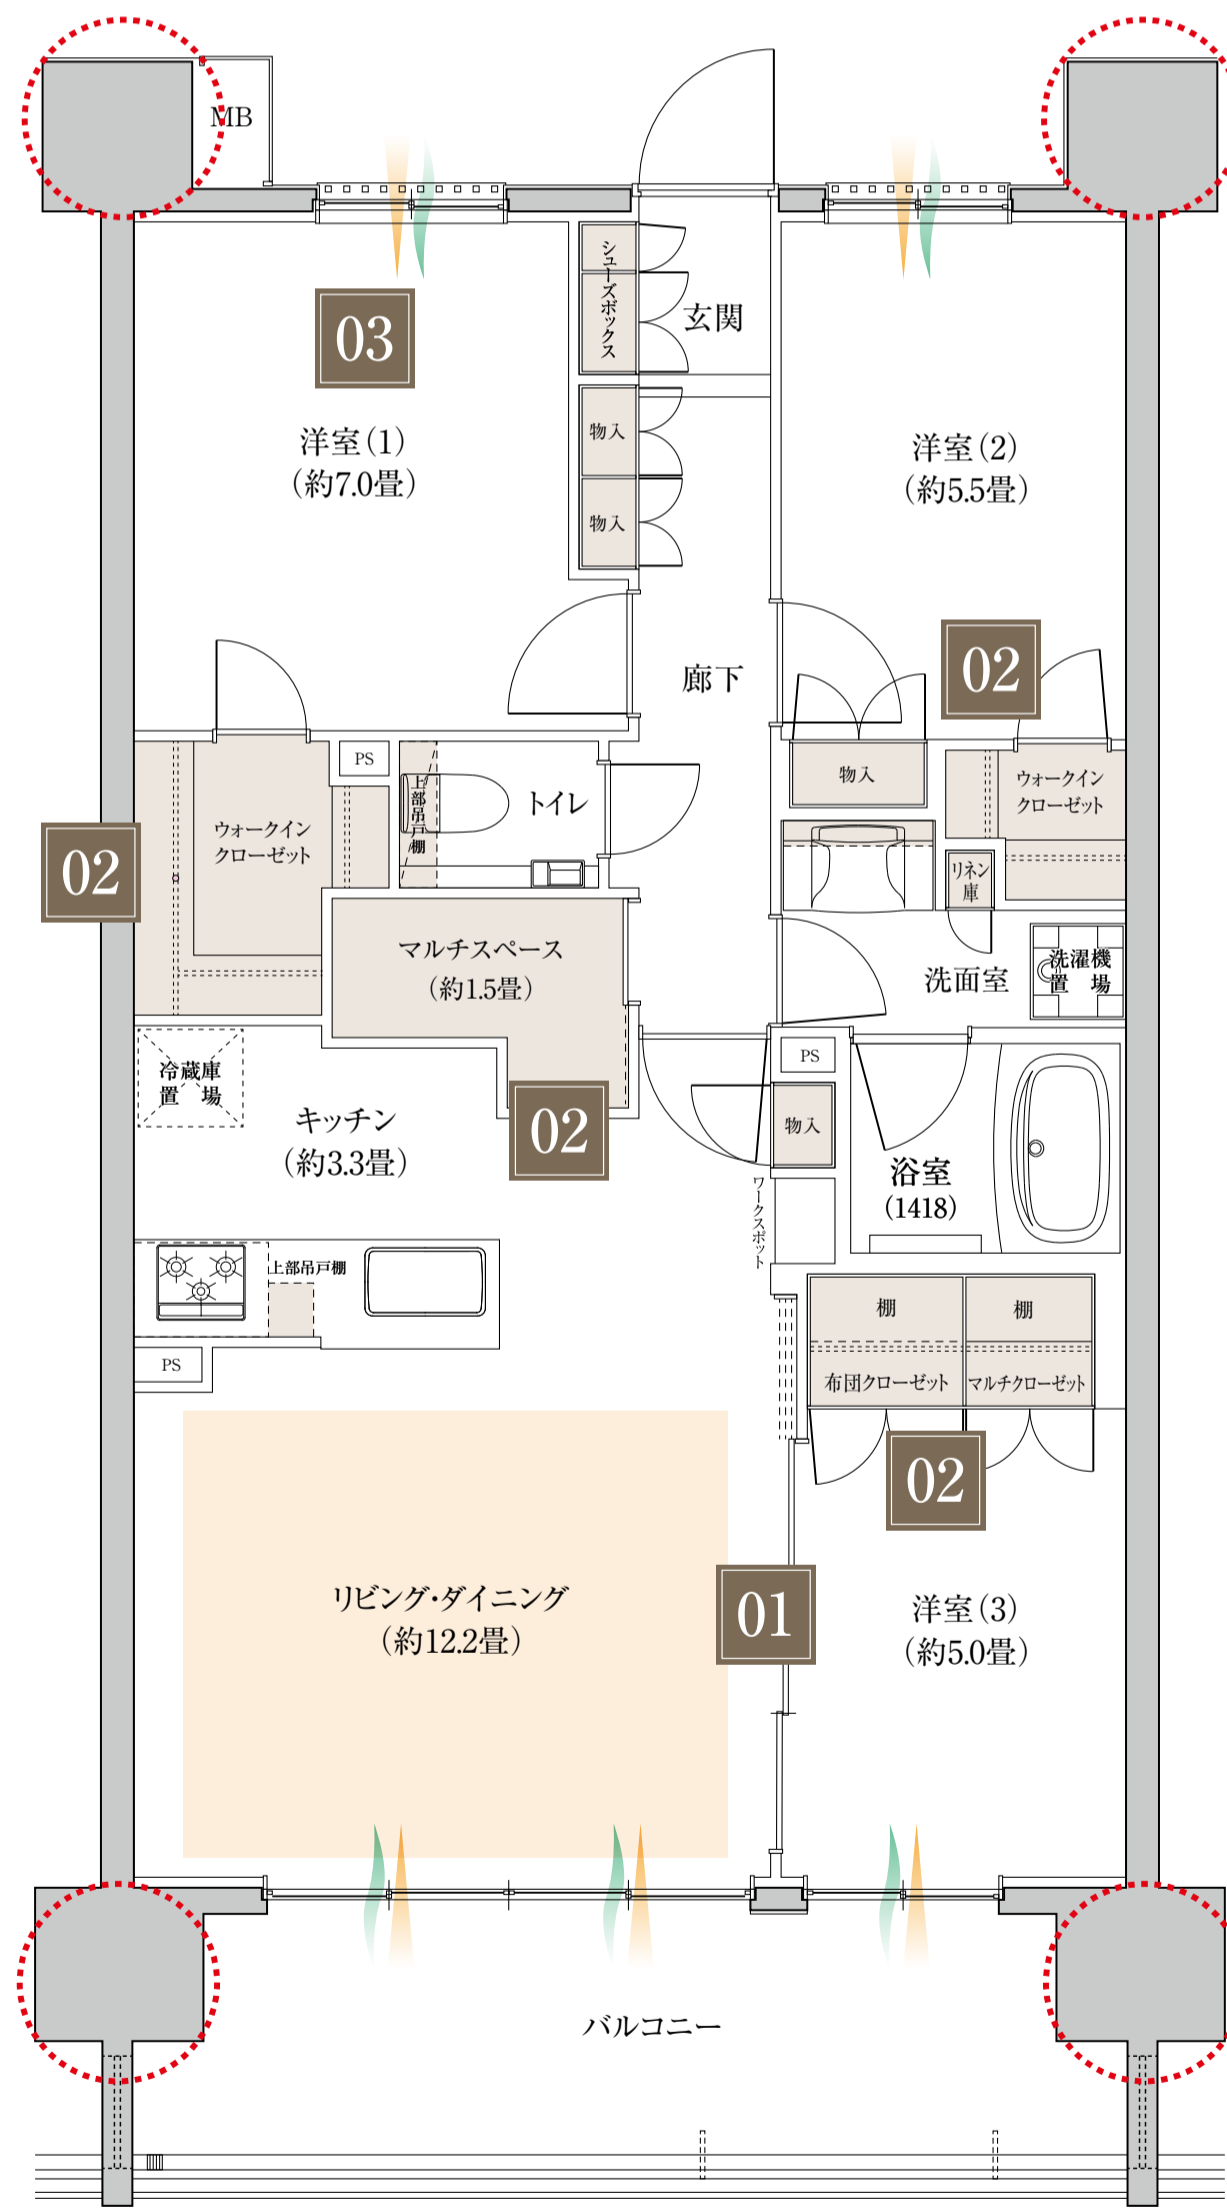 MB
シューズボックス
玄関
03
洋室(1)
(約7.0畳)
物入
物入
洋室(2)
(約5.5畳)
廊下
02
PS
上部吊戸棚
トイレ
物入
ウォークイン
クローゼット
ウォークイン
クローゼット
02
リネン
庫
マルチスペース
(約1.5畳)
洗面室
洗濯機
置 場
冷蔵庫
置 場
キッチン
(約3.3畳)
02
PS
物入
ワークスポット
浴室
(1418)
上部吊戸棚
PS
棚
棚
布団クローゼット
マルチクローゼット
02
リビング・ダイニング
(約12.2畳)
01
洋室(3)
(約5.0畳)
バルコニー